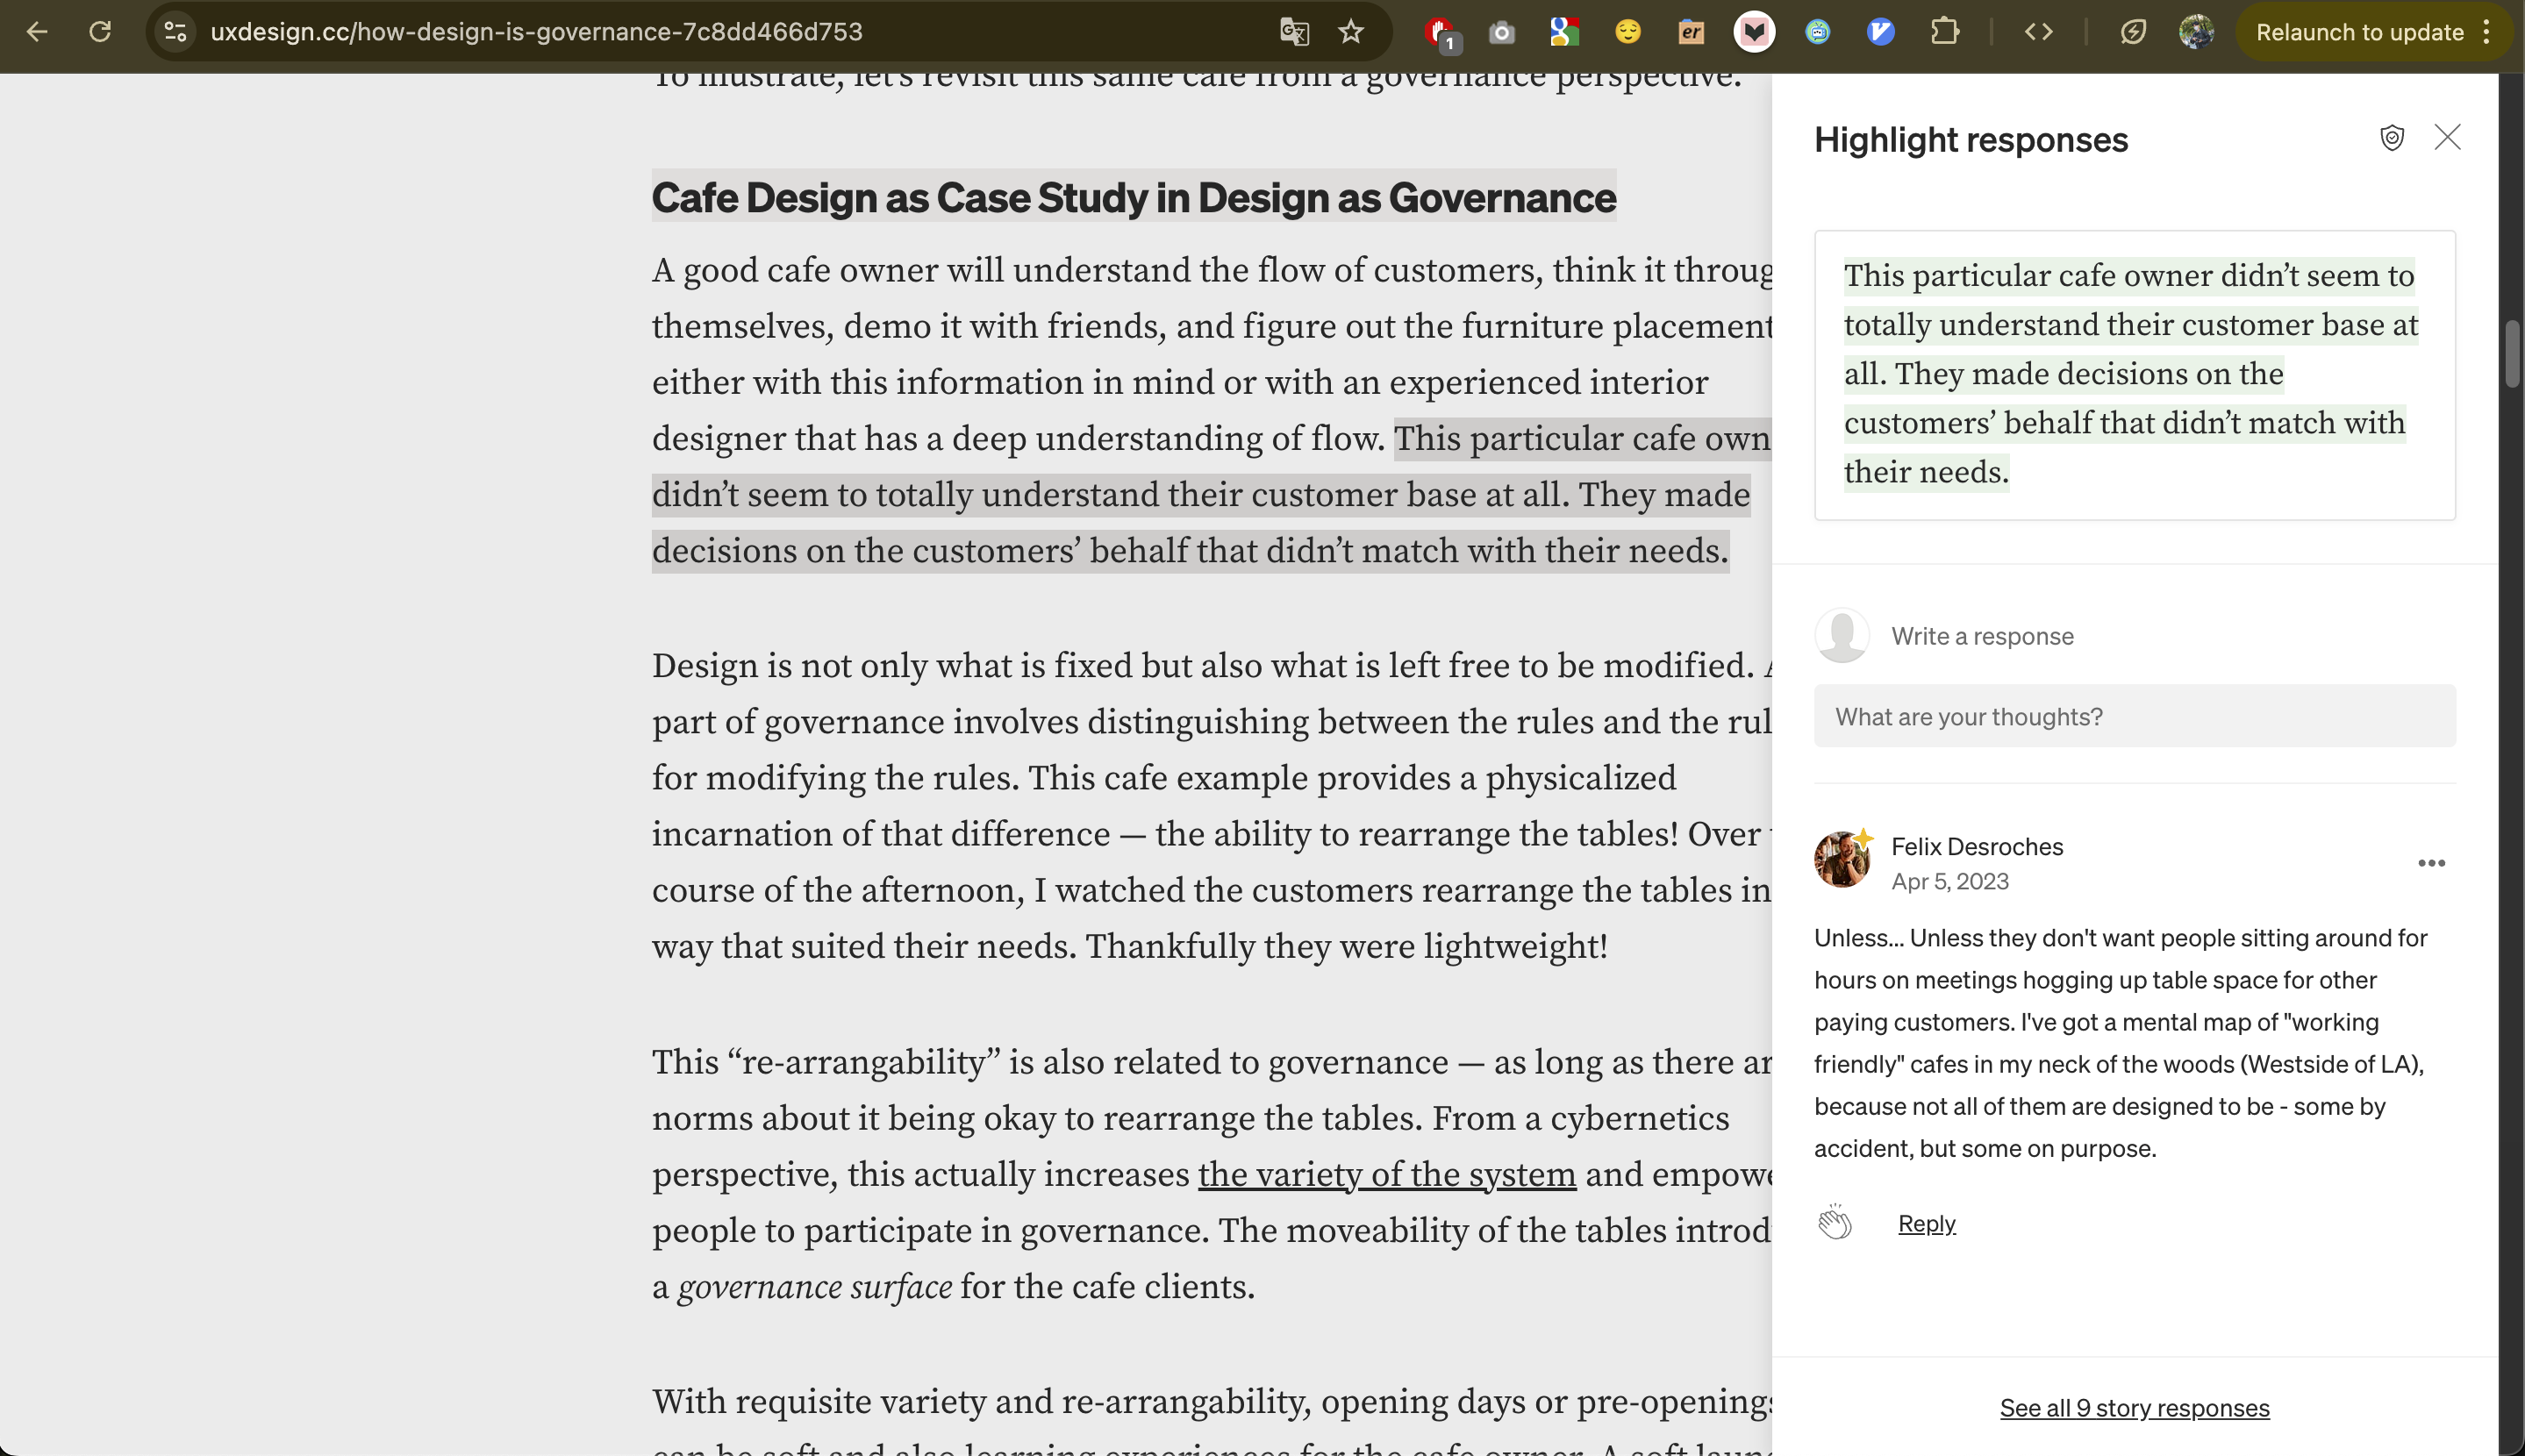 uxdesign.cc/how-design-is-governance-7c8dd466d753
1
er
Relaunch to update
To illustrate, let's revisit this same cafe from a governance perspective.
Cafe Design as Case Study in Design as Governance
A good cafe owner will understand the flow of customers, think it throug
themselves, demo it with friends, and figure out the furniture placement
either with this information in mind or with an experienced interior
designer that has a deep understanding of flow. This particular cafe own
didn’t seem to totally understand their customer base at all. They made
decisions on the customers’ behalf that didn’t match with their needs.
Design is not only what is fixed but also what is left free to be modified. A
part of governance involves distinguishing between the rules and the rul
for modifying the rules. This cafe example provides a physicalized
incarnation of that difference — the ability to rearrange the tables! Over
course of the afternoon, I watched the customers rearrange the tables in
way that suited their needs. Thankfully they were lightweight!
This “re-arrangability” is also related to governance — as long as there ar
norms about it being okay to rearrange the tables. From a cybernetics
perspective, this actually increases the variety of the system and empowe
people to participate in governance. The moveability of the tables introd
a governance surface for the cafe clients.
With requisite variety and re-arrangability, opening days or pre-openings
can be soft and also learning experiences for the cafe owner. A soft laun
Highlight responses
This particular cafe owner didn’t seem to
totally understand their customer base at
all. They made decisions on the
customers’ behalf that didn’t match with
their needs.
Write a response
What are your thoughts?
Felix Desroches
Apr 5, 2023
Unless... Unless they don't want people sitting around for
hours on meetings hogging up table space for other
paying customers. I've got a mental map of "working
friendly" cafes in my neck of the woods (Westside of LA),
because not all of them are designed to be - some by
accident, but some on purpose.
Reply
See all 9 story responses